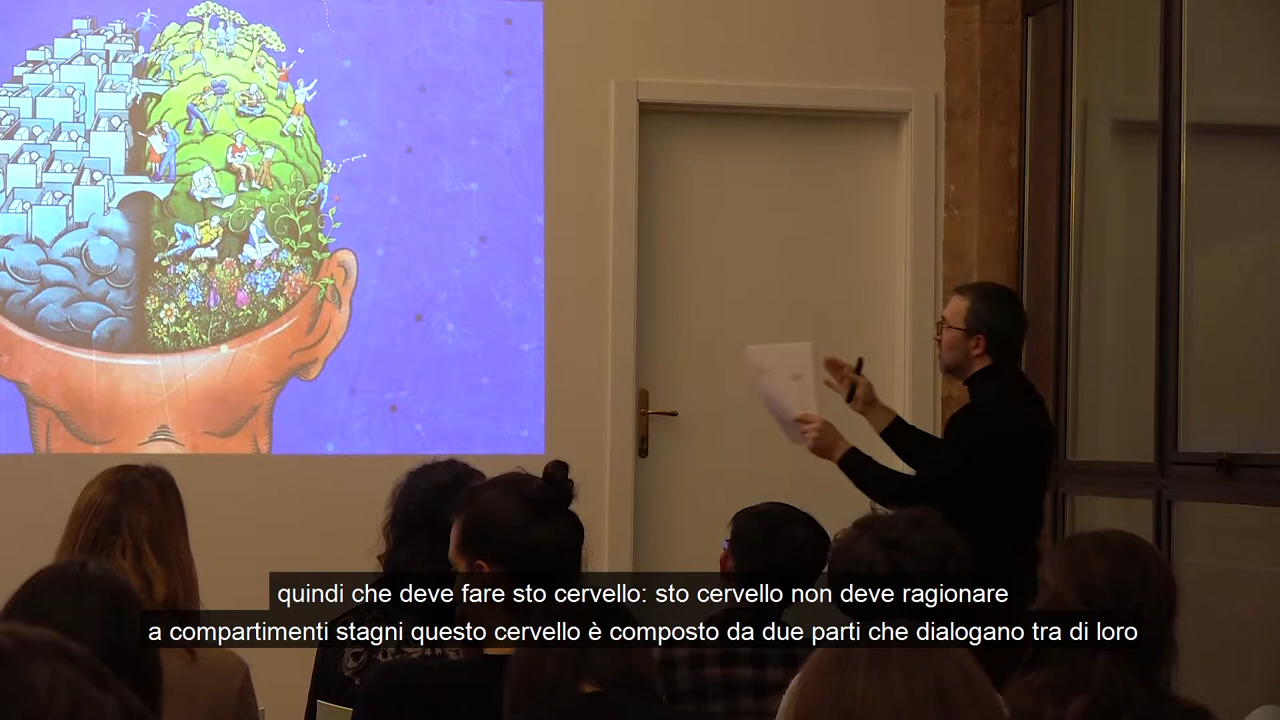 quindi che deve fare sto cervello: sto cervello non deve ragionare
a compartimenti stagni questo cervello è composto da due parti che dialogano tra di loro